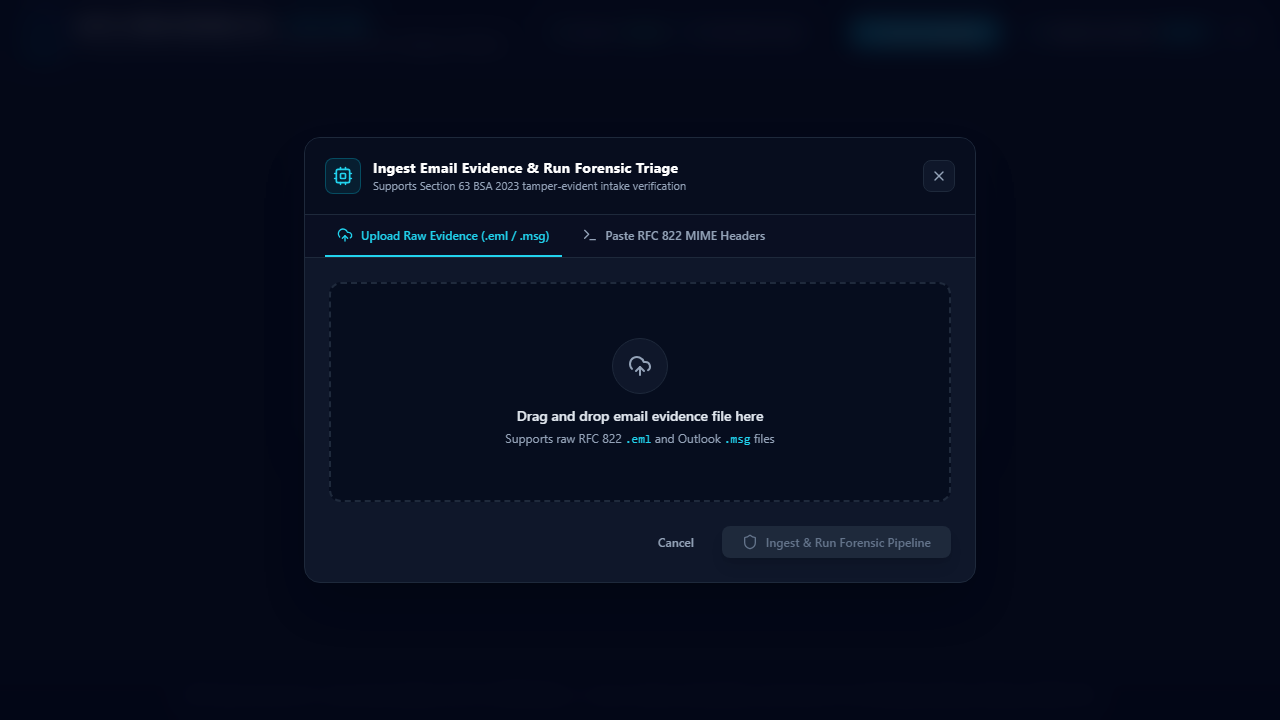 Ingest Email Evidence & Run Forensic Triage
Supports Section 63 BSA 2023 tamper-evident intake verification
Upload Raw Evidence (.eml / .msg)
Paste RFC 822 MIME Headers
Drag and drop email evidence file here
Supports raw RFC 822 .eml and Outlook .msg files
Cancel
Ingest & Run Forensic Pipeline